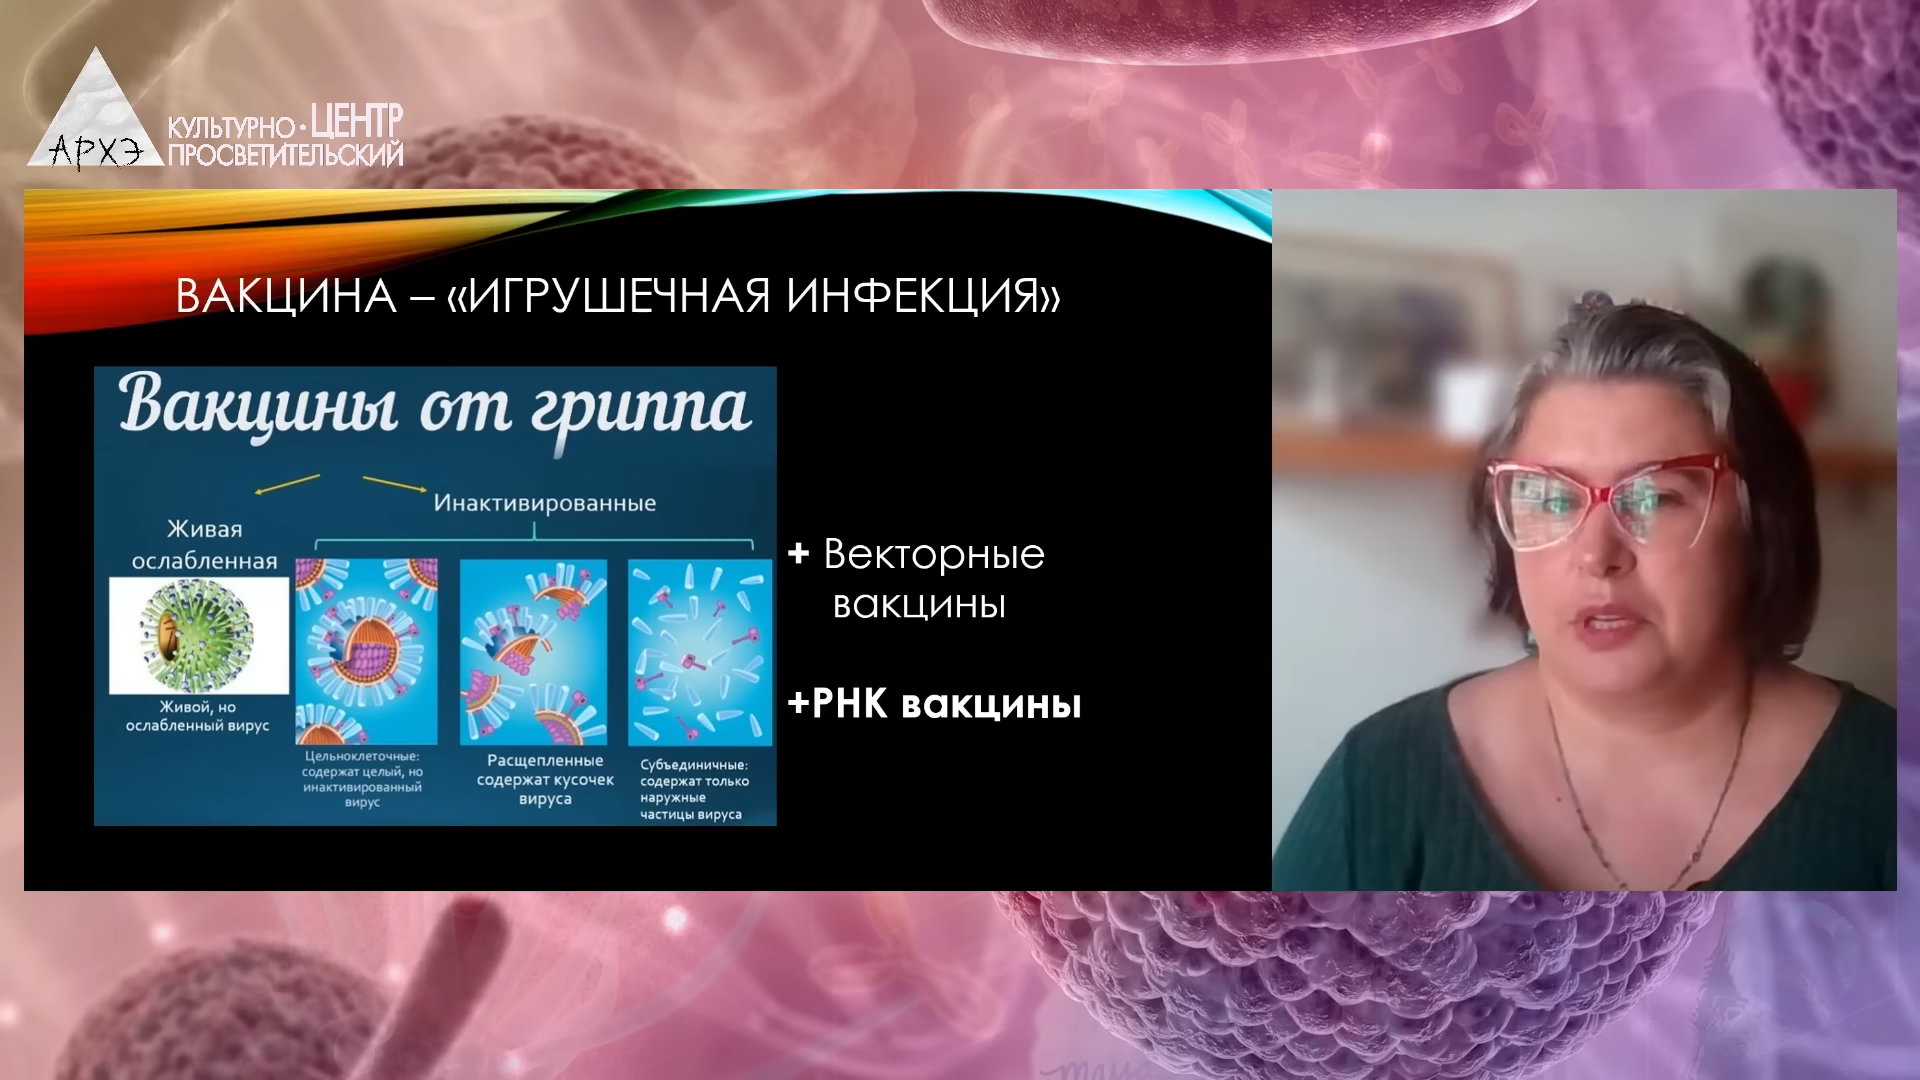 АРХЭ
КУЛЬТУРНО·ЦЕНТР
ПРОСВЕТИТЕЛЬСКИЙ
ВАКЦИНА – «ИГРУШЕЧНАЯ ИНФЕКЦИЯ»
Вакцины от гриппа
Инактивированные
Живая
ослабленная
Живой, но
ослабленный вирус
Цельноклеточные:
содержат целый, но
инактивированный
вирус
Расщепленные
содержат кусочек
вируса
Субъединичные:
содержат только
наружные
частицы вируса
+ Векторные
вакцины
+РНК вакцины